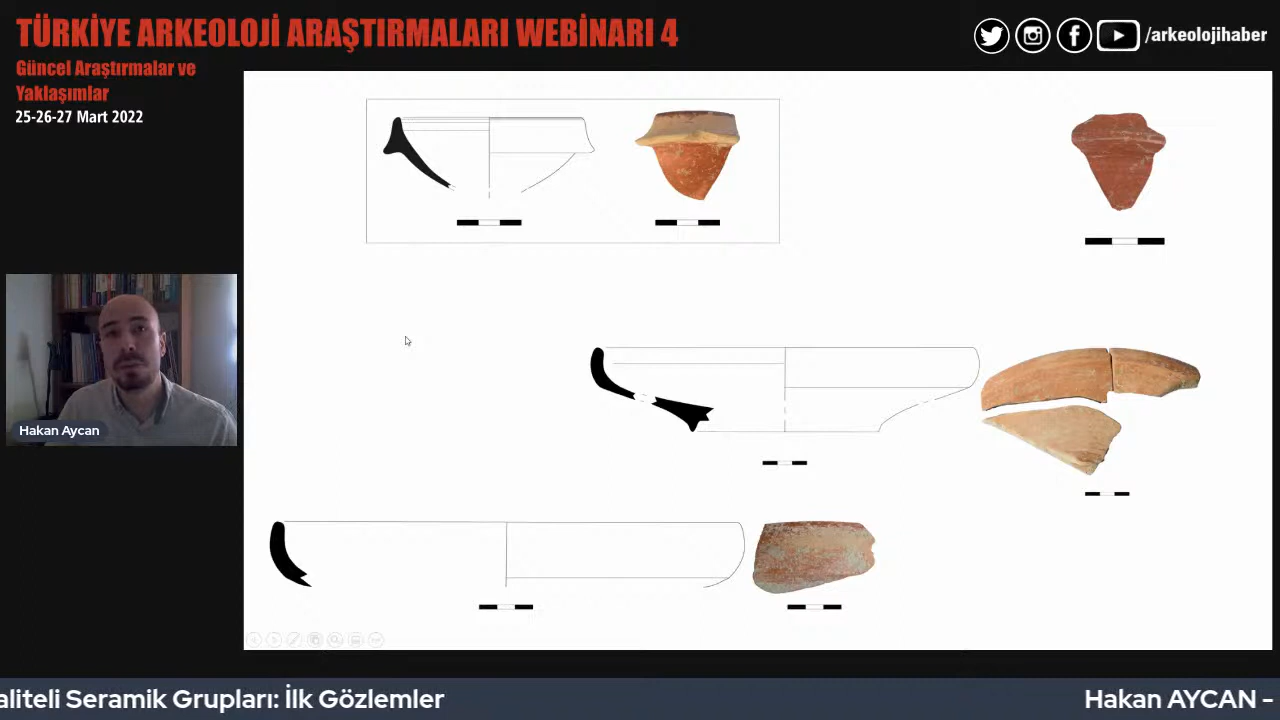 TÜRKİYE ARKEOLOJİ ARAŞTIRMALARI WEBİNARI 4
Güncel Araştırmalar ve
Yaklaşımlar
25-26-27 Mart 2022
/arkeolojihaber
Hakan Aycan
aliteli Seramik Grupları: İlk Gözlemler
Hakan AYCAN -